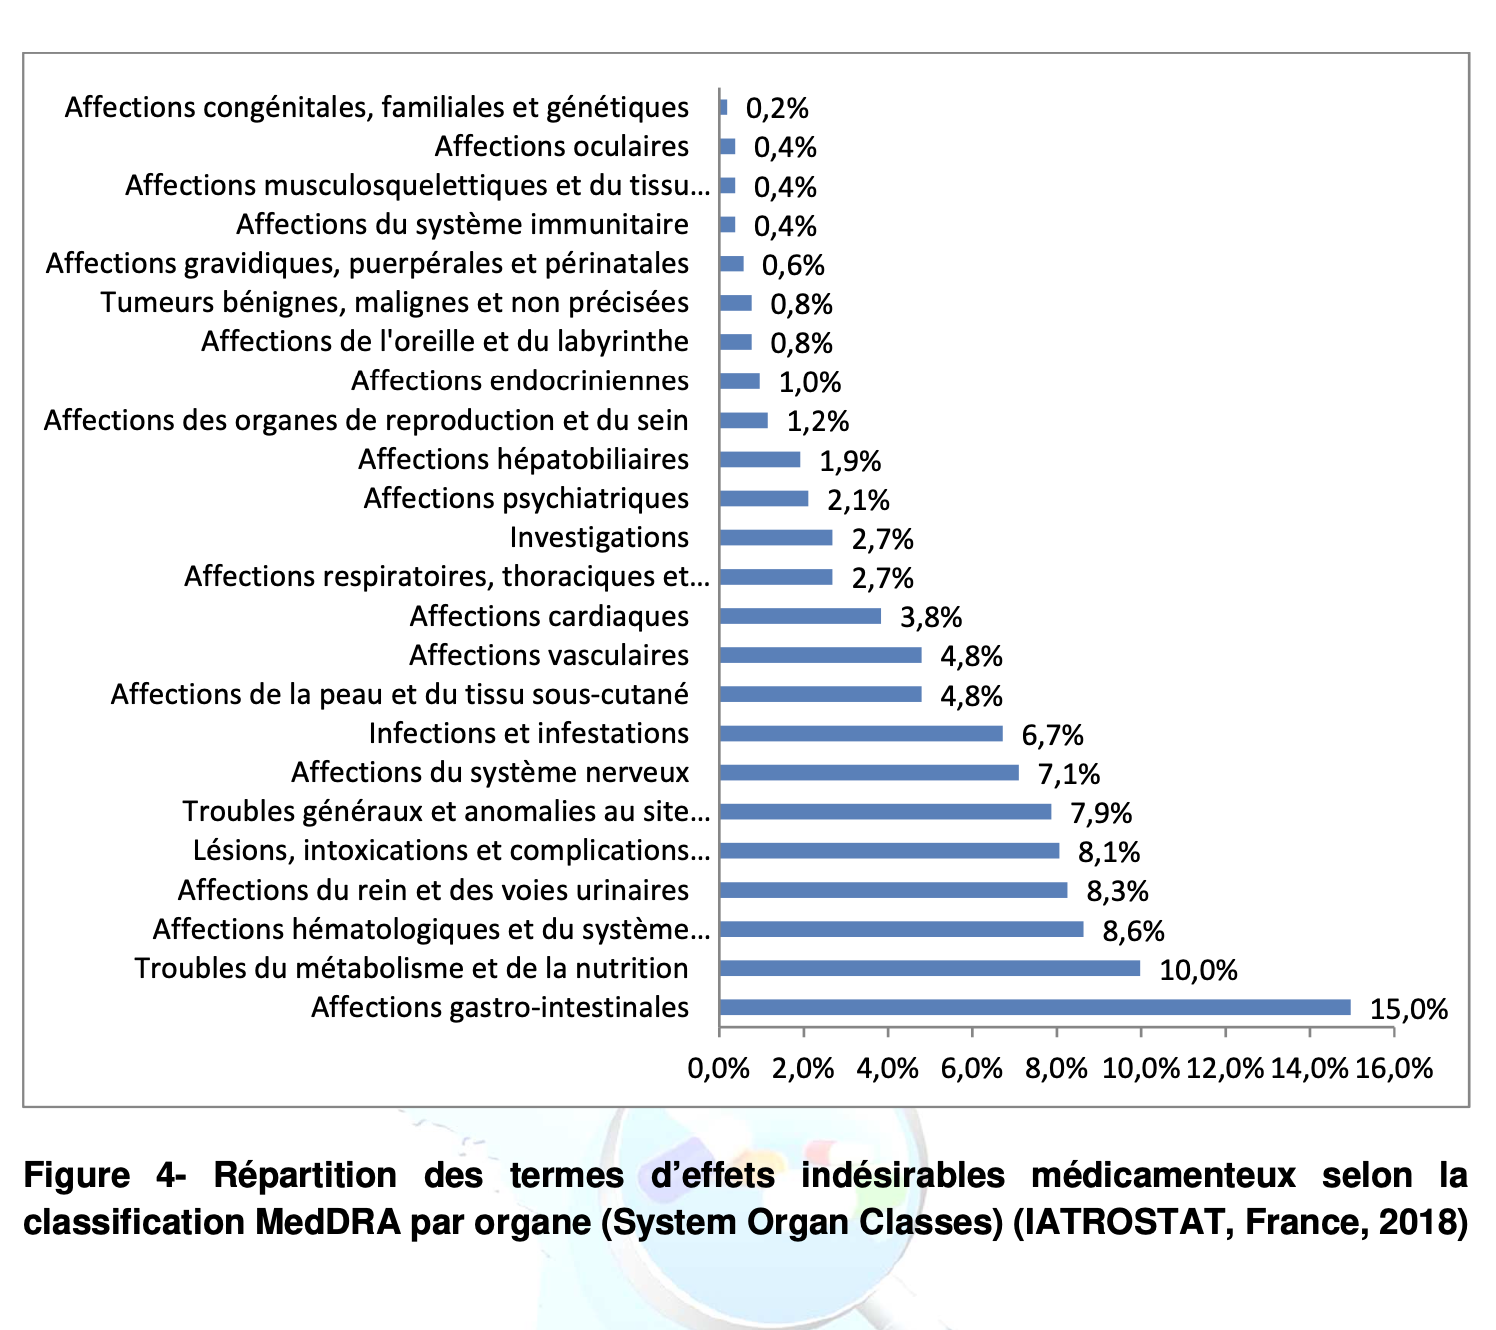 Affections congénitales, familiales et génétiques 0,2%
Affections oculaires 0,4%
Affections musculosquelettiques et du tissu... 0,4%
Affections du système immunitaire 0,4%
Affections gravidiques, puerpérales et périnatales 0,6%
Tumeurs bénignes, malignes et non précisées 0,8%
Affections de l'oreille et du labyrinthe 0,8%
Affections endocriniennes 1,0%
Affections des organes de reproduction et du sein 1,2%
Affections hépatobiliaires 1,9%
Affections psychiatriques 2,1%
Investigations 2,7%
Affections respiratoires, thoraciques et... 2,7%
Affections cardiaques 3,8%
Affections vasculaires 4,8%
Affections de la peau et du tissu sous-cutané 4,8%
Infections et infestations 6,7%
Affections du système nerveux 7,1%
Troubles généraux et anomalies au site... 7,9%
Lésions, intoxications et complications... 8,1%
Affections du rein et des voies urinaires 8,3%
Affections hématologiques et du système... 8,6%
Troubles du métabolisme et de la nutrition 10,0%
Affections gastro-intestinales 15,0%
0,0% 2,0% 4,0% 6,0% 8,0% 10,0% 12,0% 14,0% 16,0%
Figure 4- Répartition des termes d’effets indésirables médicamenteux selon la
classification MedDRA par organe (System Organ Classes) (IATROSTAT, France, 2018)